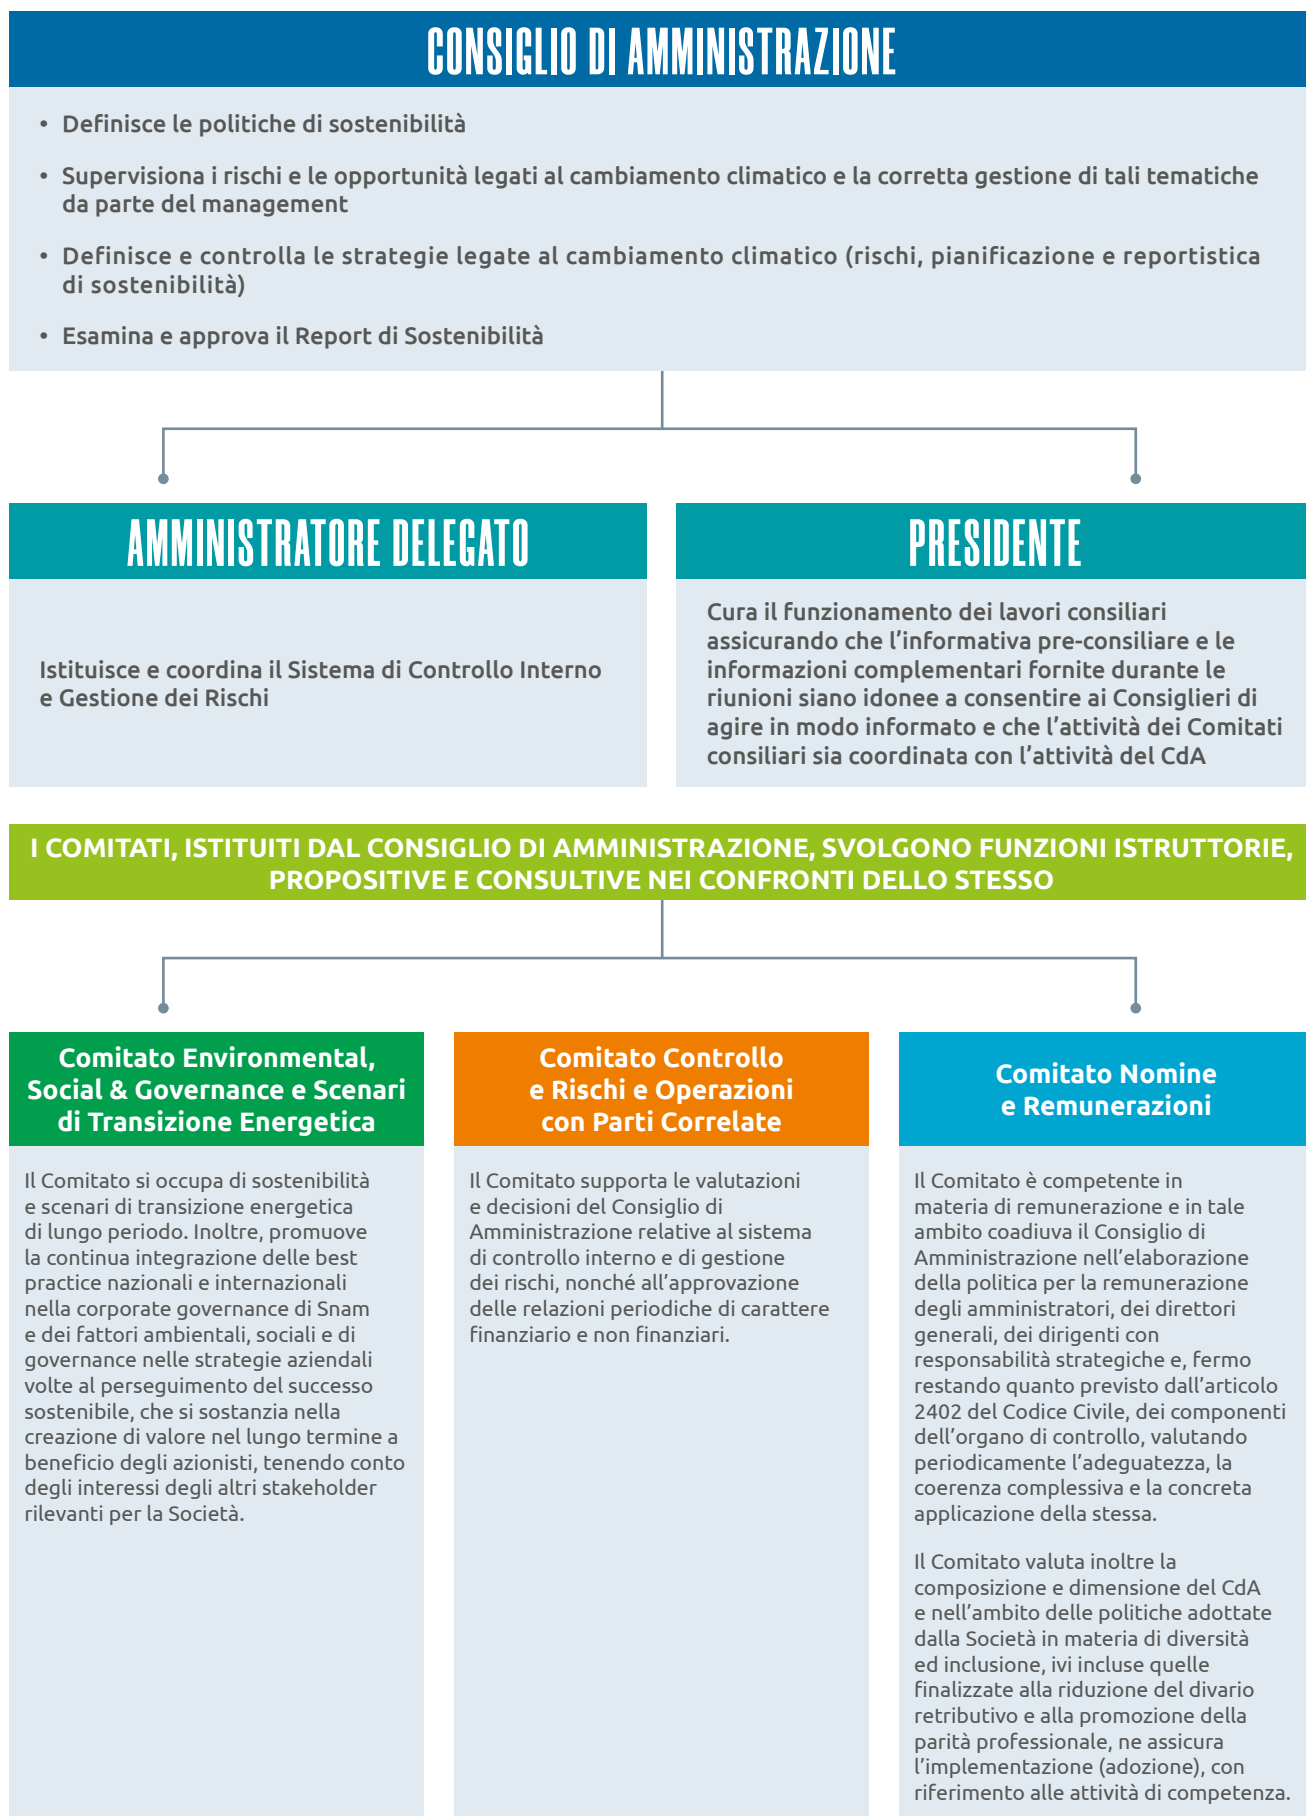 CONSIGLIO DI AMMINISTRAZIONE
• Definisce le politiche di sostenibilità
• Supervisiona i rischi e le opportunità legati al cambiamento climatico e la corretta gestione di tali tematiche
da parte del management
• Definisce e controlla le strategie legate al cambiamento climatico (rischi, pianificazione e reportistica
di sostenibilità)
• Esamina e approva il Report di Sostenibilità
AMMINISTRATORE DELEGATO
Istituisce e coordina il Sistema di Controllo Interno
e Gestione dei Rischi
PRESIDENTE
Cura il funzionamento dei lavori consiliari
assicurando che l'informativa pre-consiliare e le
informazioni complementari fornite durante le
riunioni siano idonee a consentire ai Consiglieri di
agire in modo informato e che l'attività dei Comitati
consiliari sia coordinata con l'attività del CdA
I COMITATI, ISTITUITI DAL CONSIGLIO DI AMMINISTRAZIONE, SVOLGONO FUNZIONI ISTRUTTORIE,
PROPOSITIVE E CONSULTIVE NEI CONFRONTI DELLO STESSO
Comitato Environmental,
Social & Governance e Scenari
di Transizione Energetica
Il Comitato si occupa di sostenibilità
e scenari di transizione energetica
di lungo periodo. Inoltre, promuove
la continua integrazione delle best
practice nazionali e internazionali
nella corporate governance di Snam
e dei fattori ambientali, sociali e di
governance nelle strategie aziendali
volte al perseguimento del successo
sostenibile, che si sostanzia nella
creazione di valore nel lungo termine a
beneficio degli azionisti, tenendo conto
degli interessi degli altri stakeholder
rilevanti per la Società.
Comitato Controllo
e Rischi e Operazioni
con Parti Correlate
Il Comitato supporta le valutazioni
e decisioni del Consiglio di
Amministrazione relative al sistema
di controllo interno e di gestione
dei rischi, nonché all'approvazione
delle relazioni periodiche di carattere
finanziario e non finanziari.
Comitato Nomine
e Remunerazioni
Il Comitato è competente in
materia di remunerazione e in tale
ambito coadiuva il Consiglio di
Amministrazione nell'elaborazione
della politica per la remunerazione
degli amministratori, dei direttori
generali, dei dirigenti con
responsabilità strategiche e, fermo
restando quanto previsto dall'articolo
2402 del Codice Civile, dei componenti
dell'organo di controllo, valutando
periodicamente l'adeguatezza, la
coerenza complessiva e la concreta
applicazione della stessa.
Il Comitato valuta inoltre la
composizione e dimensione del CdA
e nell'ambito delle politiche adottate
dalla Società in materia di diversità
ed inclusione, ivi incluse quelle
finalizzate alla riduzione del divario
retributivo e alla promozione della
parità professionale, ne assicura
l'implementazione (adozione), con
riferimento alle attività di competenza.